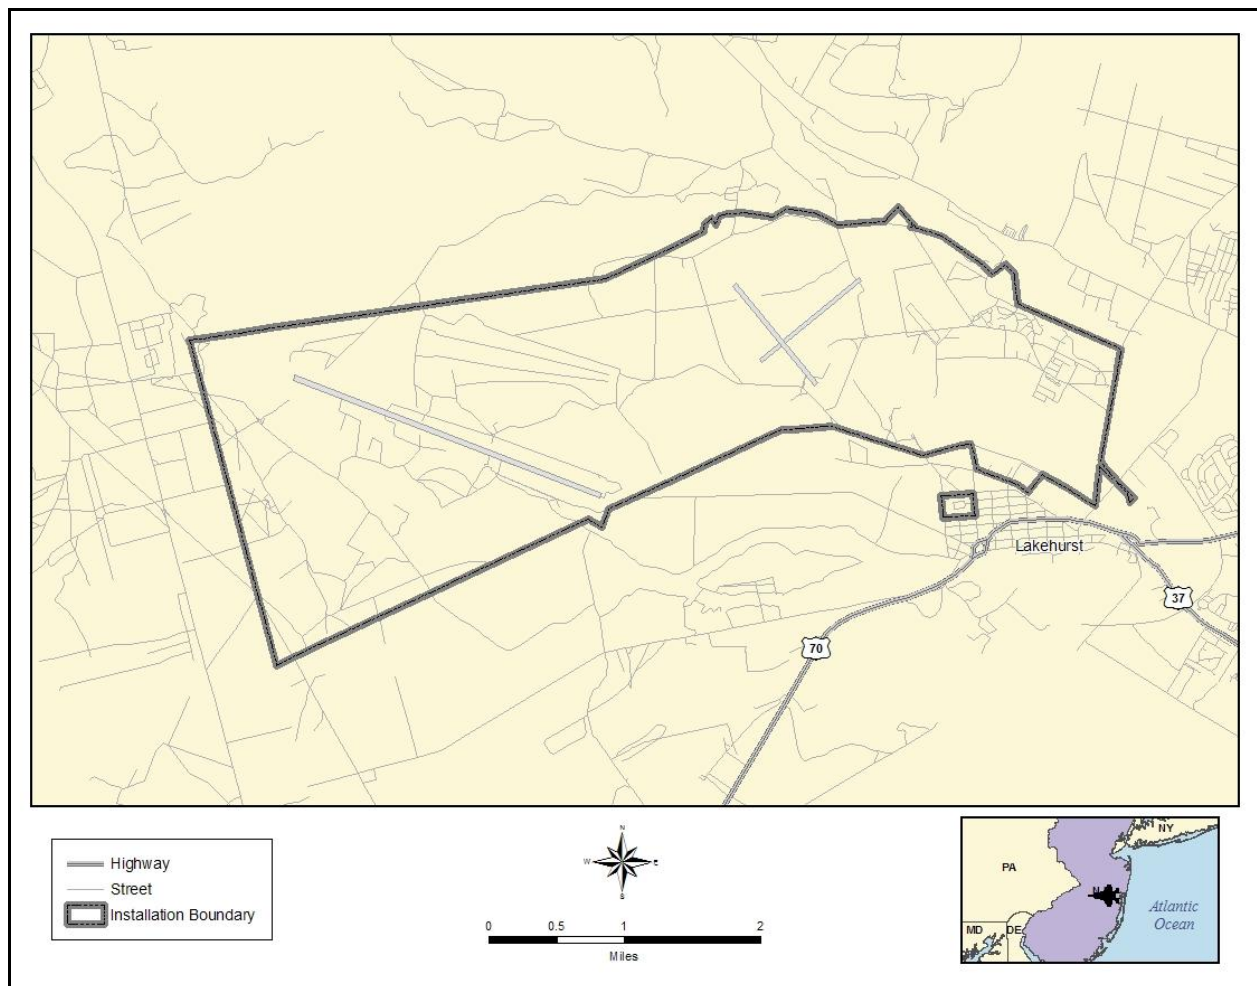 Lakehurst
37
70
Highway
Street
Installation Boundary
N
W
E
S
0 0.5 1 2
Miles
NY
PA
N
MD
DE
Atlantic
Ocean